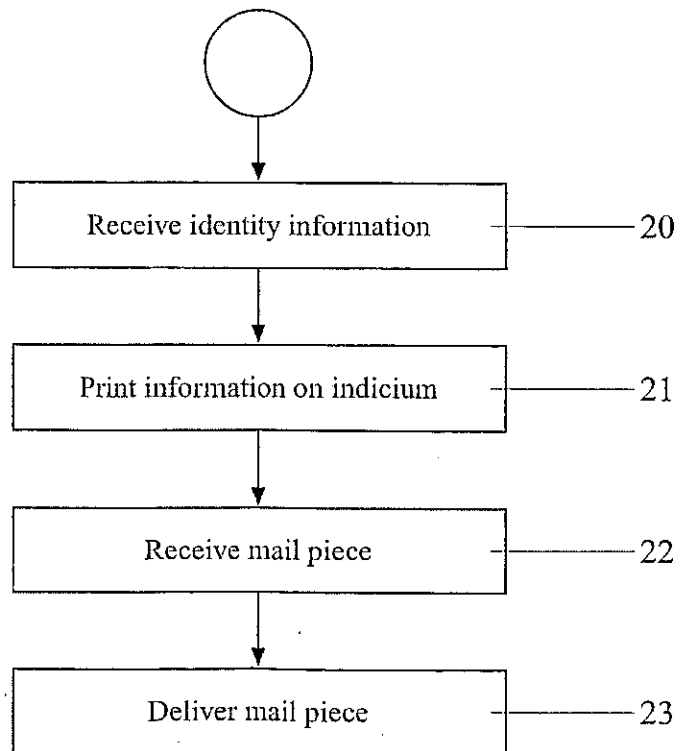 Receive identity information 20
Print information on indicium 21
Receive mail piece 22
Deliver mail piece 23